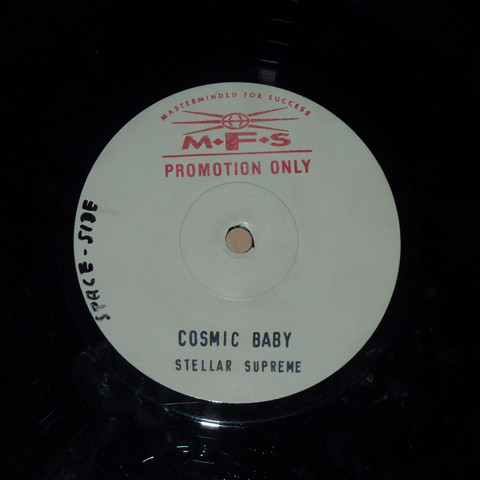 MASTERMINDED FOR SUCCESS
M•F•S
PROMOTION ONLY
SPACE-SIDE
COSMIC BABY
STELLAR SUPREME